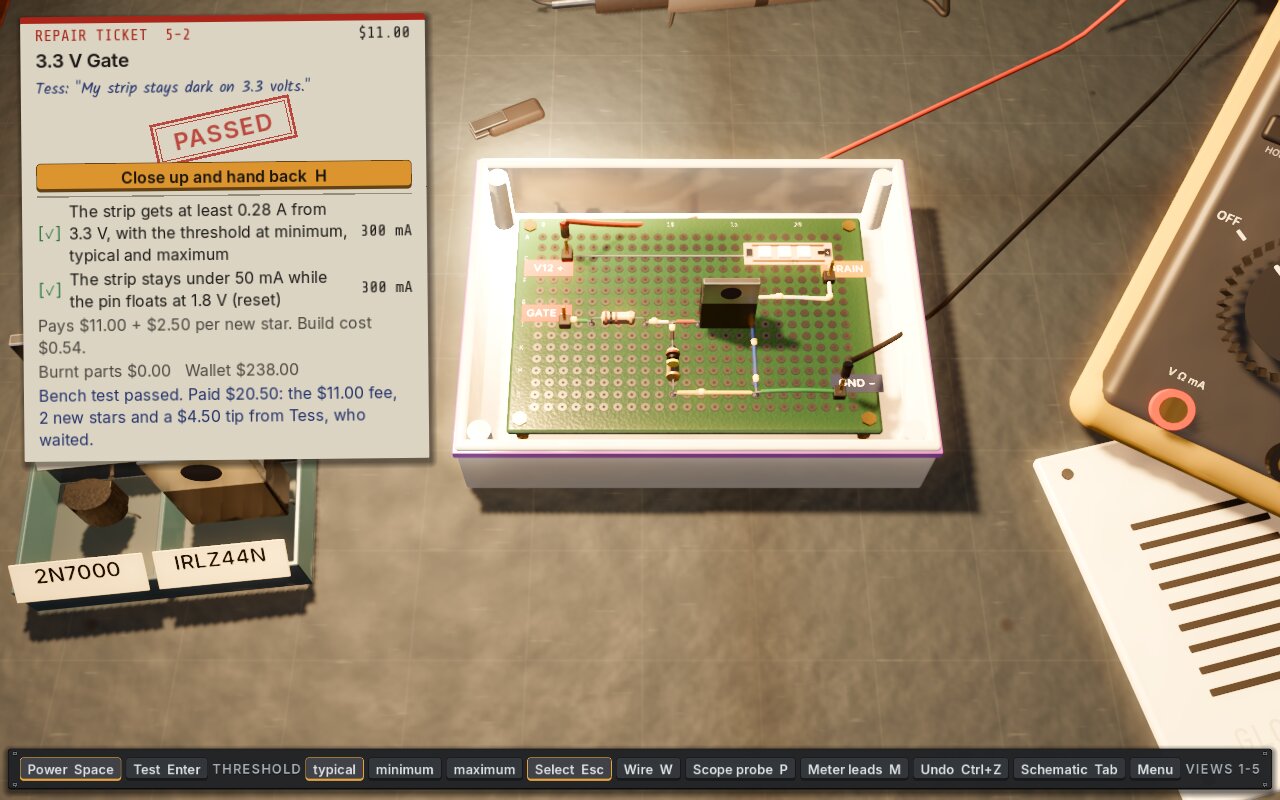 REPAIR TICKET 5-2 $11.00
3.3 V Gate
Tess: "My strip stays dark on 3.3 volts."
PASSED
Close up and hand back H
The strip gets at least 0.28 A from
[✓] 3.3 V, with the threshold at minimum, 300 mA
typical and maximum
The strip stays under 50 mA while
[✓] the pin floats at 1.8 V (reset) 300 mA
Pays $11.00 + $2.50 per new star. Build cost
$0.54.
Burnt parts $0.00 Wallet $238.00
Bench test passed. Paid $20.50: the $11.00 fee,
2 new stars and a $4.50 tip from Tess, who
waited.
V12 +
DRAIN
GATE
GND -
OFF
V Ω mA
2N7000
IRLZ44N
Power Space Test Enter THRESHOLD typical minimum maximum Select Esc Wire W Scope probe P Meter leads M Undo Ctrl+Z Schematic Tab Menu VIEWS 1-5